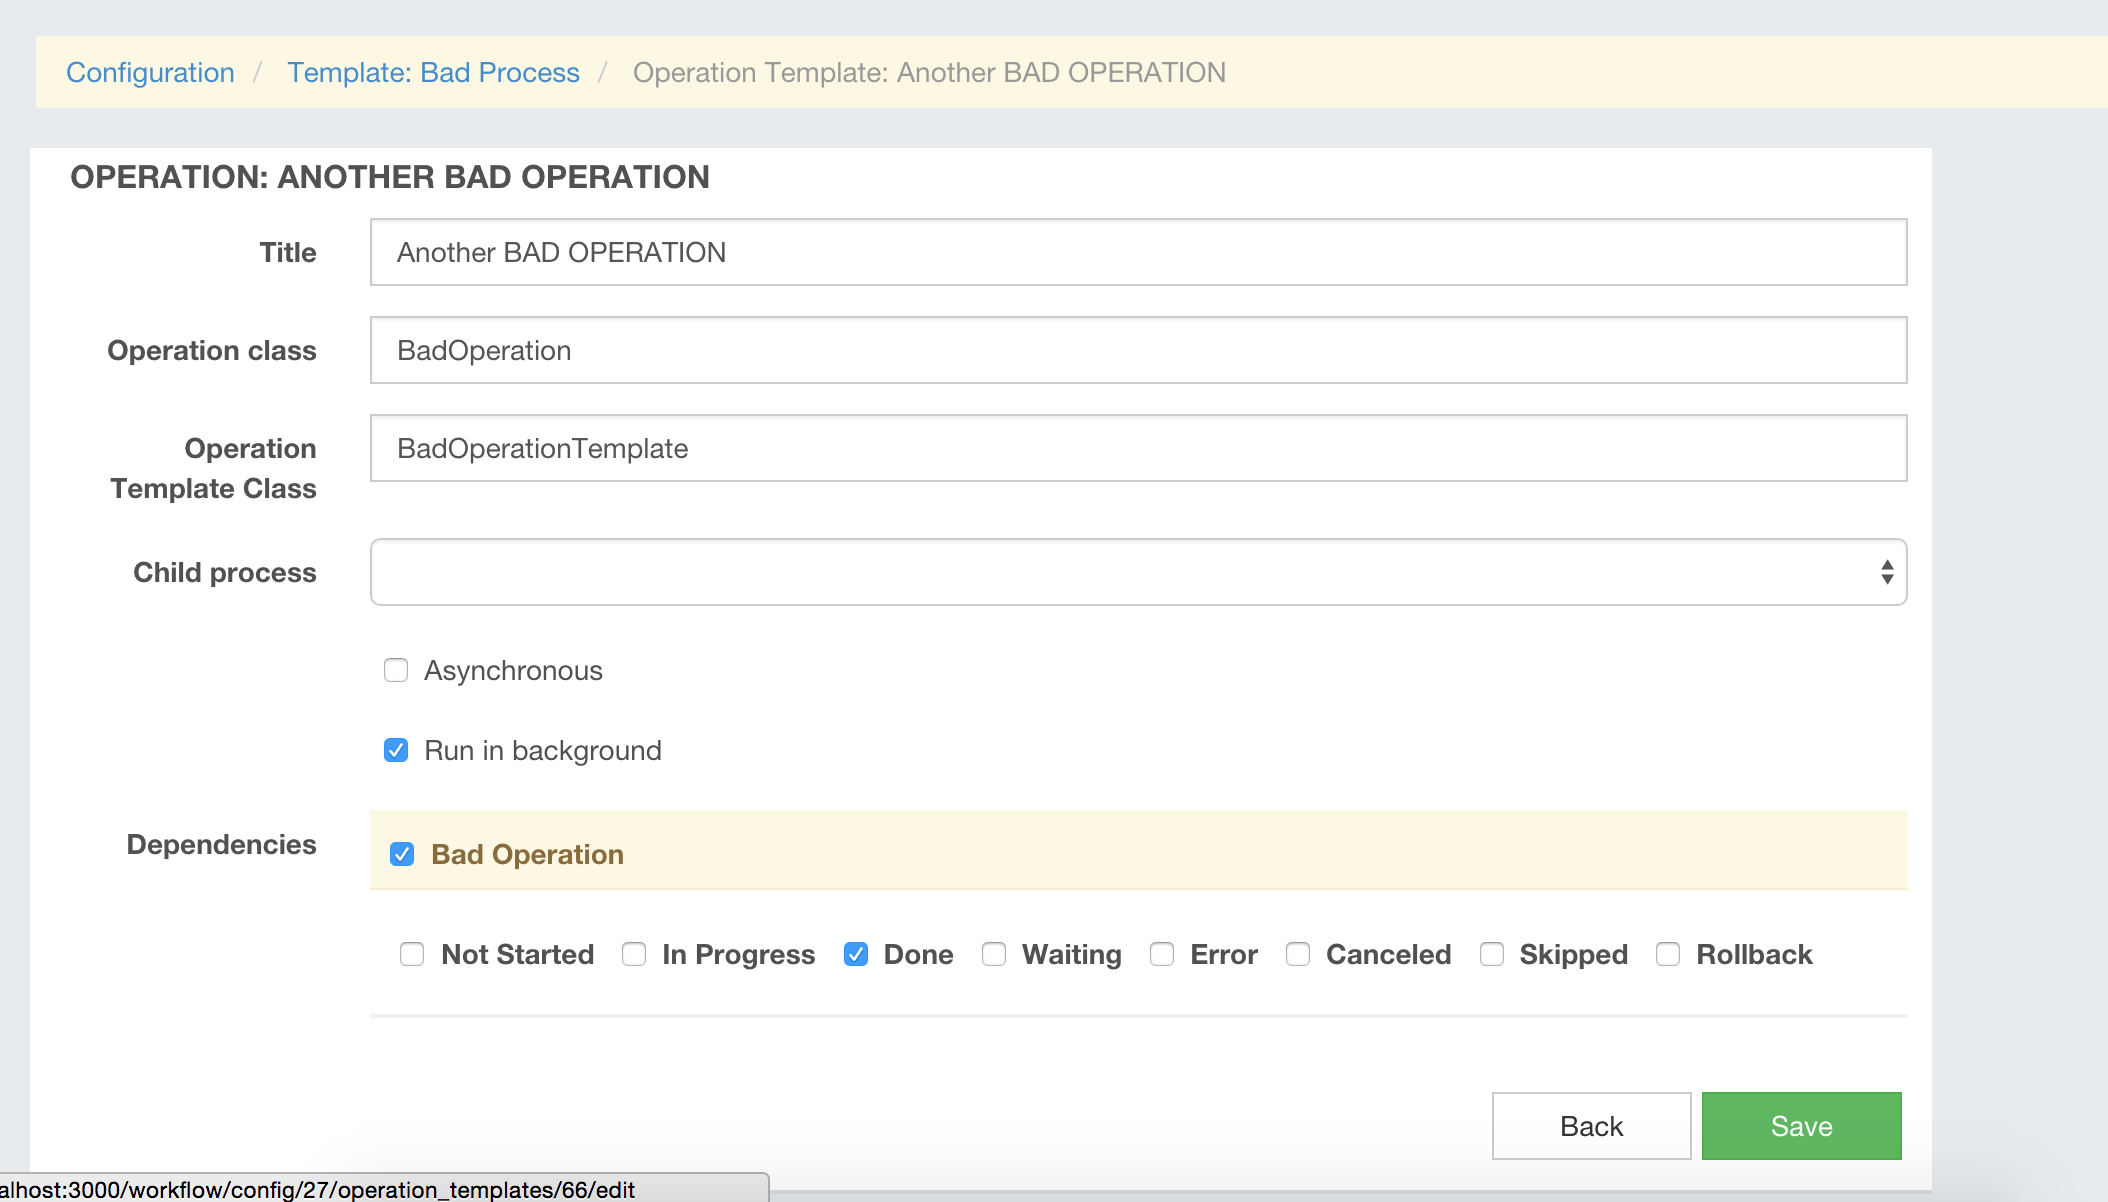 Configuration / Template: Bad Process / Operation Template: Another BAD OPERATION
OPERATION: ANOTHER BAD OPERATION
Title
Another BAD OPERATION
Operation class
BadOperation
Operation
Template Class
BadOperationTemplate
Child process
Asynchronous
Run in background
Dependencies
Bad Operation
Not Started In Progress Done Waiting Error Canceled Skipped Rollback
Back Save
alhost:3000/workflow/config/27/operation_templates/66/edit